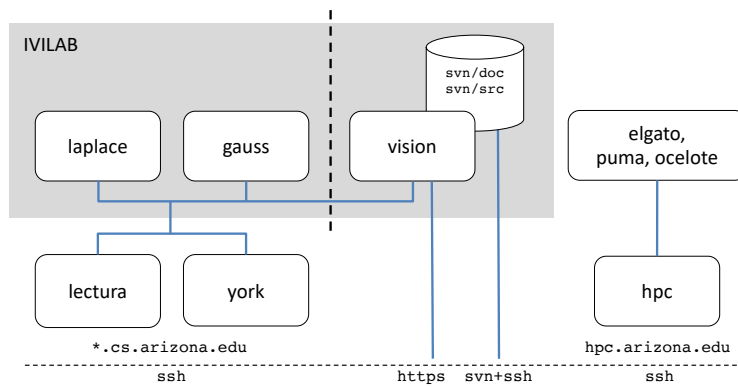 IVILAB
svn/doc
svn/src
laplace
gauss
vision
elgato,
puma, ocelote
lectura
york
hpc
*.cs.arizona.edu
hpc.arizona.edu
ssh
https
svn+ssh
ssh